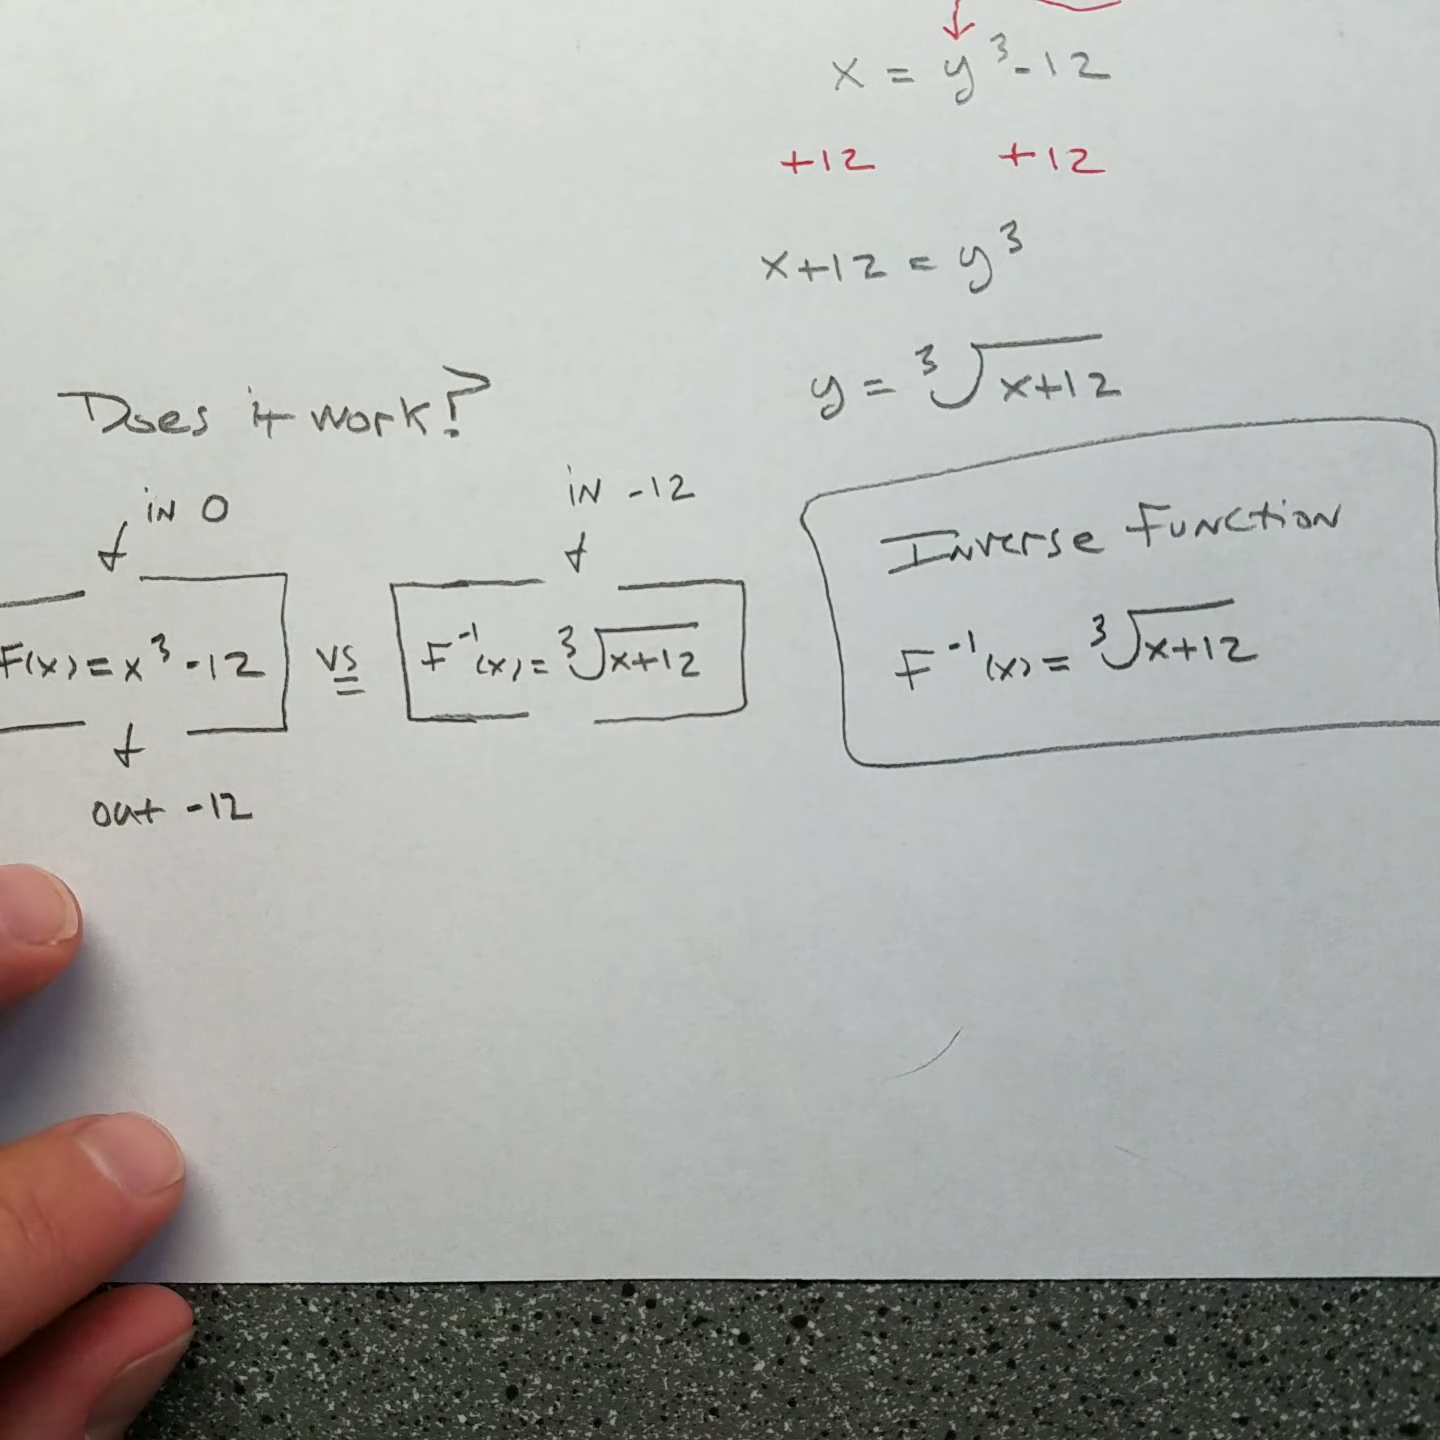 x = y³-12
+12 +12
x+12 = y³
y = ³√x+12
Does it work?
in 0
F(x) = x³-12
out -12
vs
in -12
F⁻¹(x) = ³√x+12
Inverse Function
F⁻¹(x) = ³√x+12